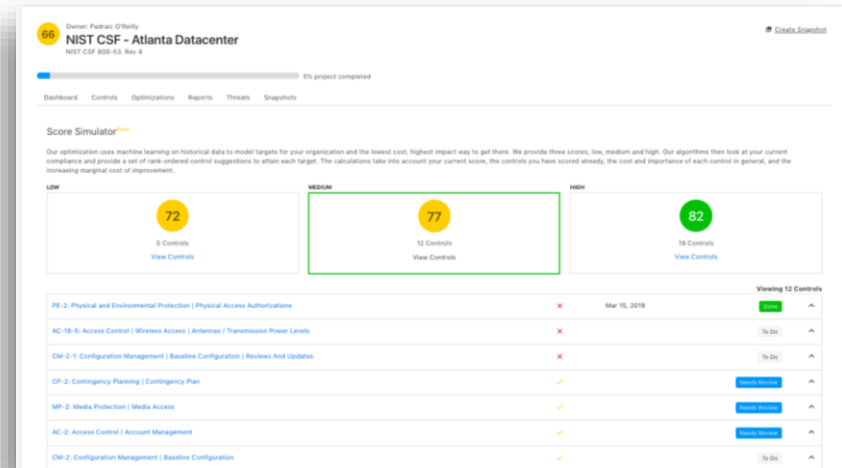 66
Owner: Padraic O'Reilly
NIST CSF - Atlanta Datacenter
NIST CSF 800-53. Rev 4
Create Snapshot
5% project completed
Dashboard Controls Optimizations Reports Threats Snapshots
Score Simulator Beta
Our optimization uses machine learning on historical data to model targets for your organization and the lowest cost, highest impact way to get there. We provide three scores, low, medium and high. Our algorithms then look at your current
compliance and provide a set of rank-ordered control suggestions to attain each target. The calculations take into account your current score, the controls you have scored already, the cost and importance of each control in general, and the
increasing marginal cost of improvement.
LOW MEDIUM HIGH
72 77 82
5 Controls 12 Controls 19 Controls
View Controls View Controls View Controls
Viewing 12 Controls
PE-2: Physical and Environmental Protection | Physical Access Authorizations Mar 15, 2018 Done
AC-18-5: Access Control | Wireless Access | Antennas / Transmission Power Levels To Do
CM-2-1: Configuration Management | Baseline Configuration | Reviews And Updates To Do
CP-2: Contingency Planning | Contingency Plan Needs Review
MP-2: Media Protection | Media Access Needs Review
AC-2: Access Control | Account Management Needs Review
CM-2: Configuration Management | Baseline Configuration To Do